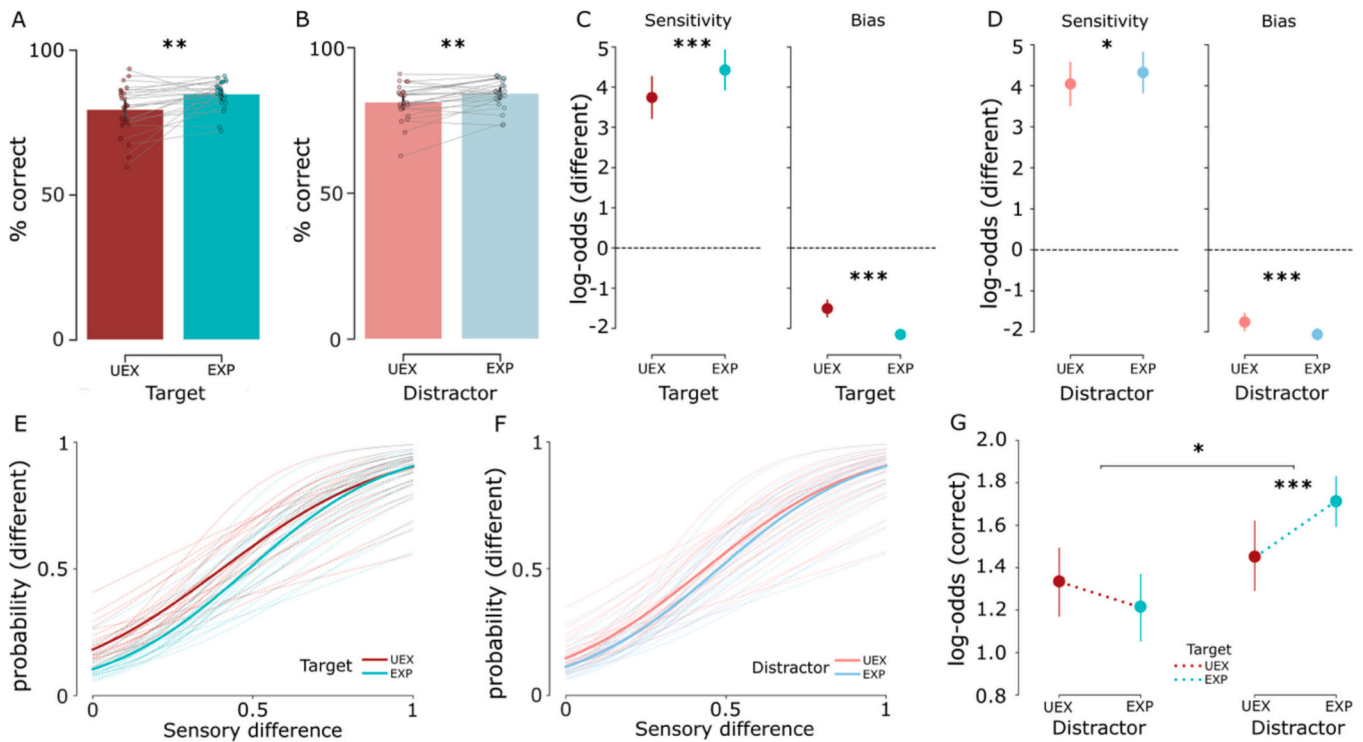 A
**
100
50
0
% correct
UEX
EXP
Target
B
**
100
50
0
% correct
UEX
EXP
Distractor
C
Sensitivity
Bias
***
5
4
3
2
1
0
-1
-2
log-odds (different)
***
UEX
EXP
UEX
EXP
Target
Target
D
Sensitivity
Bias
*
5
4
3
2
1
0
-1
-2
log-odds (different)
***
UEX
EXP
UEX
EXP
Distractor
Distractor
E
1
0.5
0
probability (different)
Target
UEX
EXP
0
0.5
1
Sensory difference
F
1
0.5
0
probability (different)
Distractor
UEX
EXP
0
0.5
1
Sensory difference
G
2.0
1.8
1.6
1.4
1.2
1.0
0.8
log-odds (correct)
*
***
Target
UEX
EXP
UEX
EXP
UEX
EXP
Distractor
Distractor